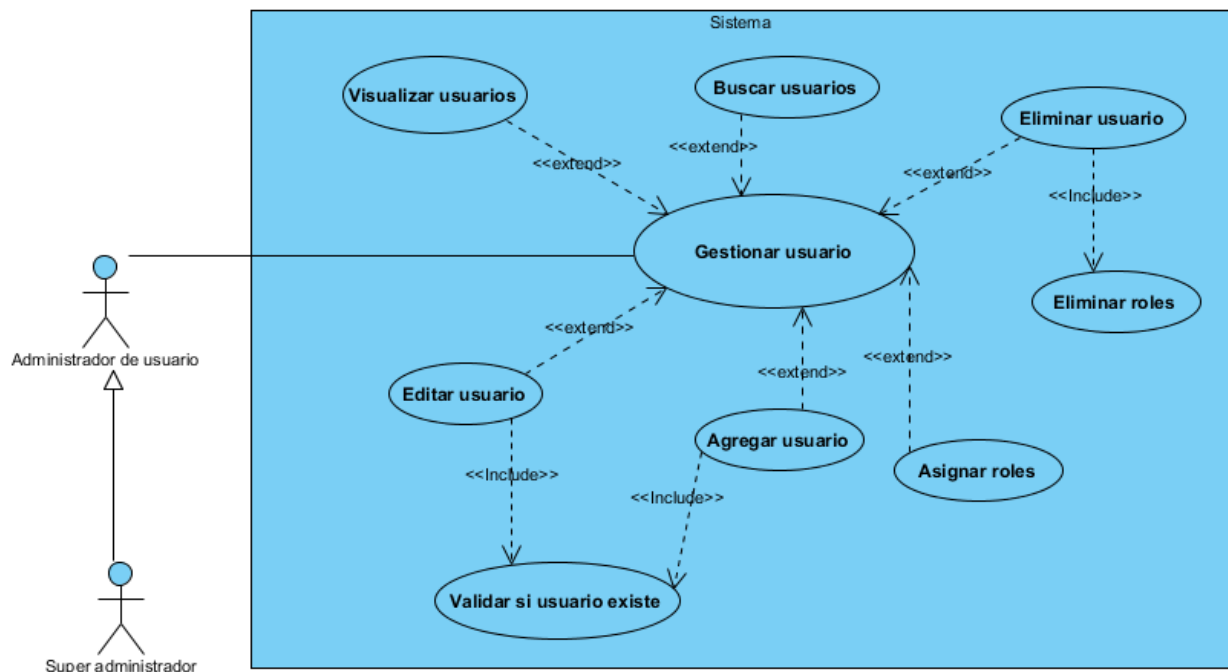 Sistema
Visualizar usuarios
Buscar usuarios
Eliminar usuario
<<extend>>
<<extend>>
<<extend>>
<<Include>>
Gestionar usuario
Eliminar roles
<<extend>>
Administrador de usuario
<<extend>>
<<extend>>
Editar usuario
Agregar usuario
Asignar roles
<<Include>>
<<Include>>
Validar si usuario existe
Super administrador